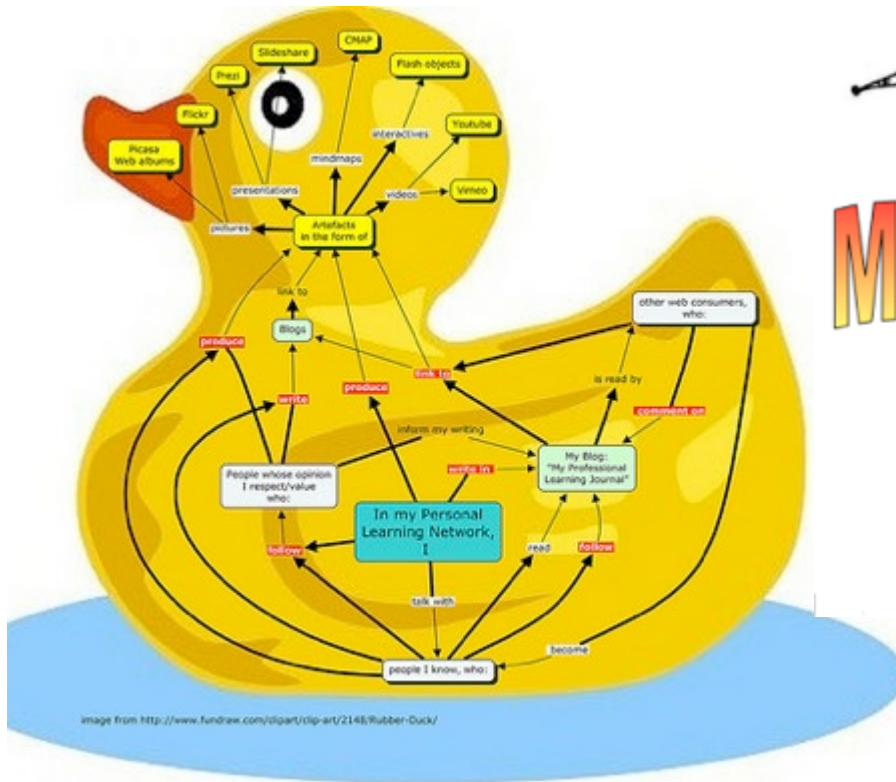 CMAP
Slideshare
Flash objects
Prezi
Flickr
Youtube
interactives
Picasa
Web albums
mindmaps
presentations
videos
Vimeo
pictures
Artefacts
in the form of
link to
other web consumers,
who:
Blogs
produce
link to
is read by
produce
write
comment on
inform my writing
My Blog:
"My Professional
Learning Journal"
People whose opinion
I respect/value
who:
write in
In my Personal
Learning Network,
I
follow
read
follow
talk with
become
people I know, who:
image from http://www.fundraw.com/clipart/clip-art/2148/Rubber-Duck/
M